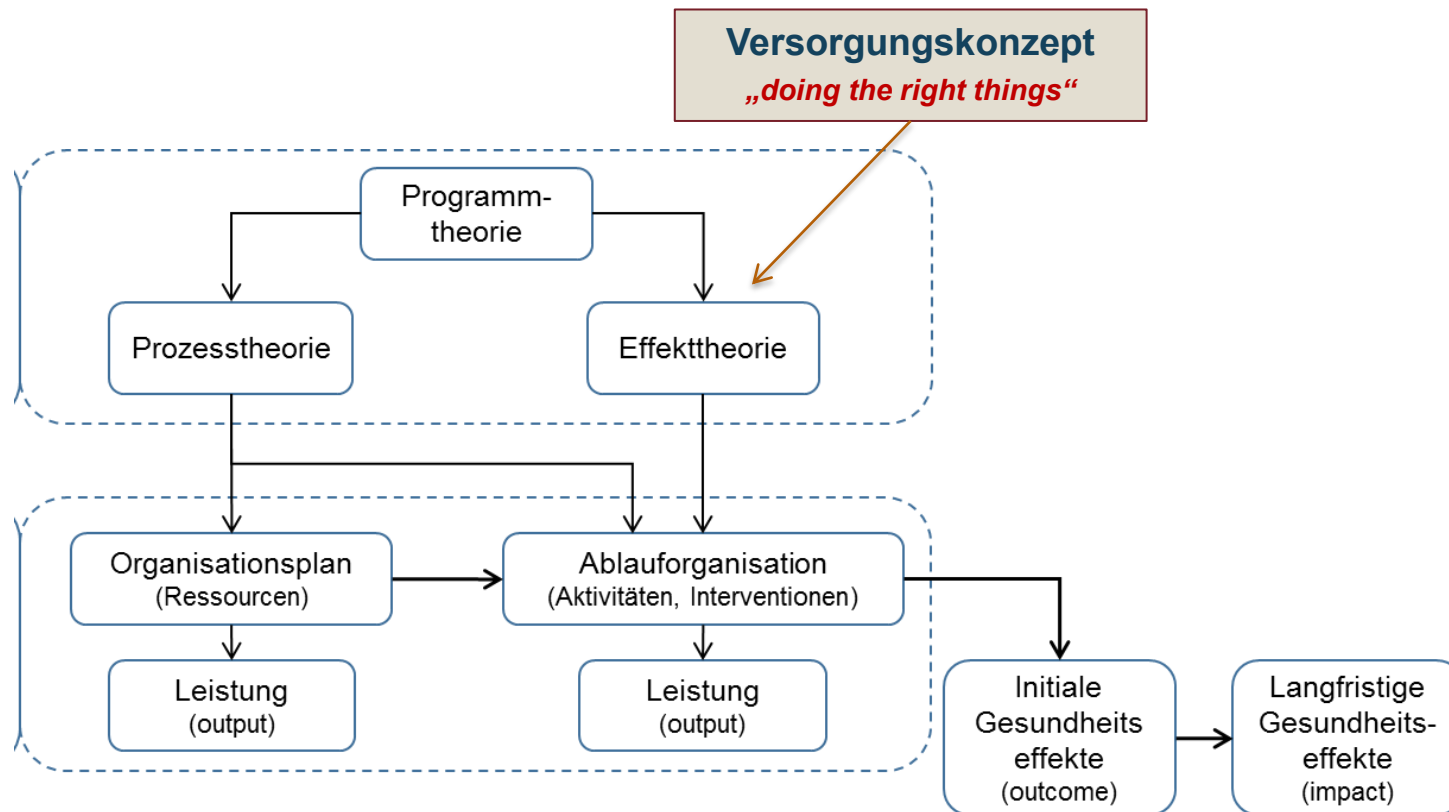 Versorgungskonzept
„doing the right things“
Programm-
theorie
Prozesstheorie
Effekttheorie
Organisationsplan
(Ressourcen)
Ablauforganisation
(Aktivitäten, Interventionen)
Leistung
(output)
Leistung
(output)
Initiale
Gesundheits
effekte
(outcome)
Langfristige
Gesundheits-
effekte
(impact)